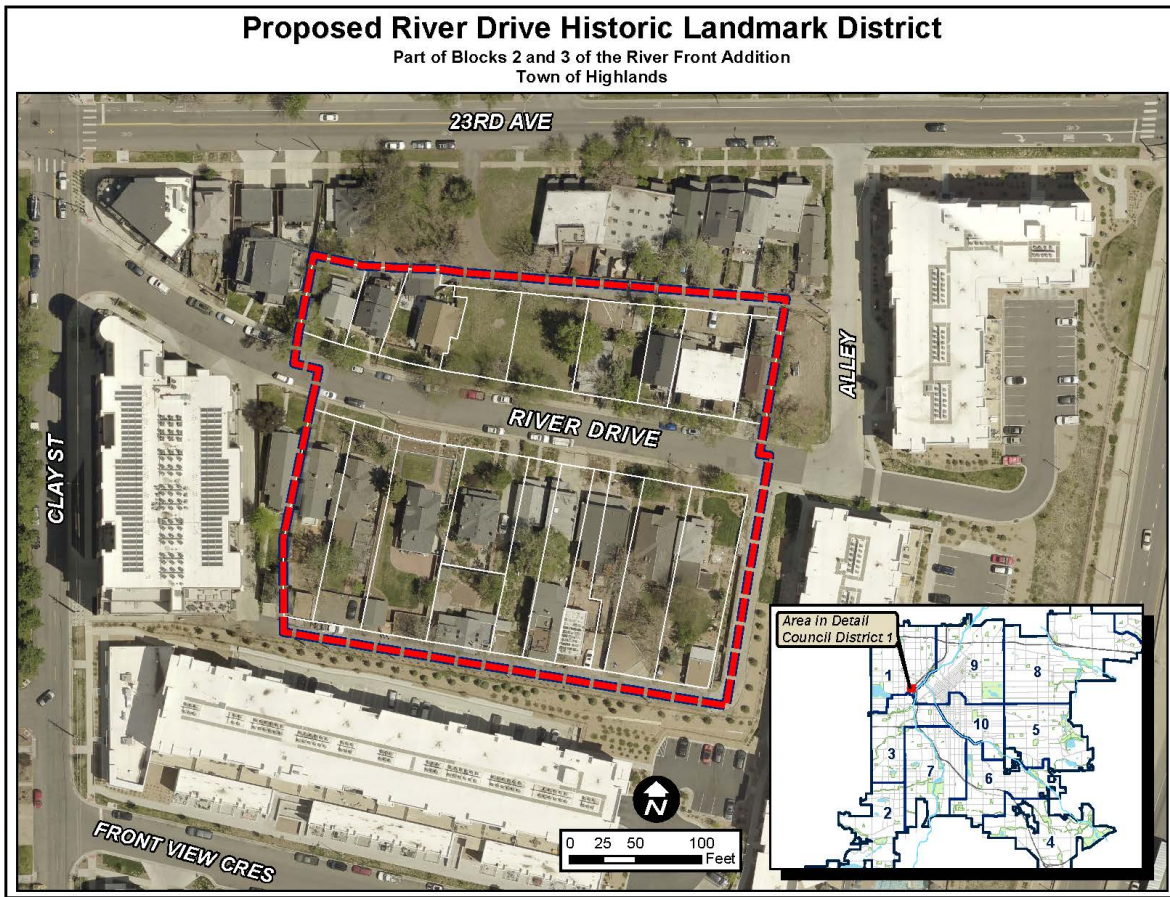 Proposed River Drive Historic Landmark District
Part of Blocks 2 and 3 of the River Front Addition
Town of Highlands
23RD AVE
CLAY ST
RIVER DRIVE
ALLEY
FRONT VIEW CRES
N
0 25 50 100
Feet
Area in Detail
Council District 1
1
9
8
10
5
3
7
6
2
4